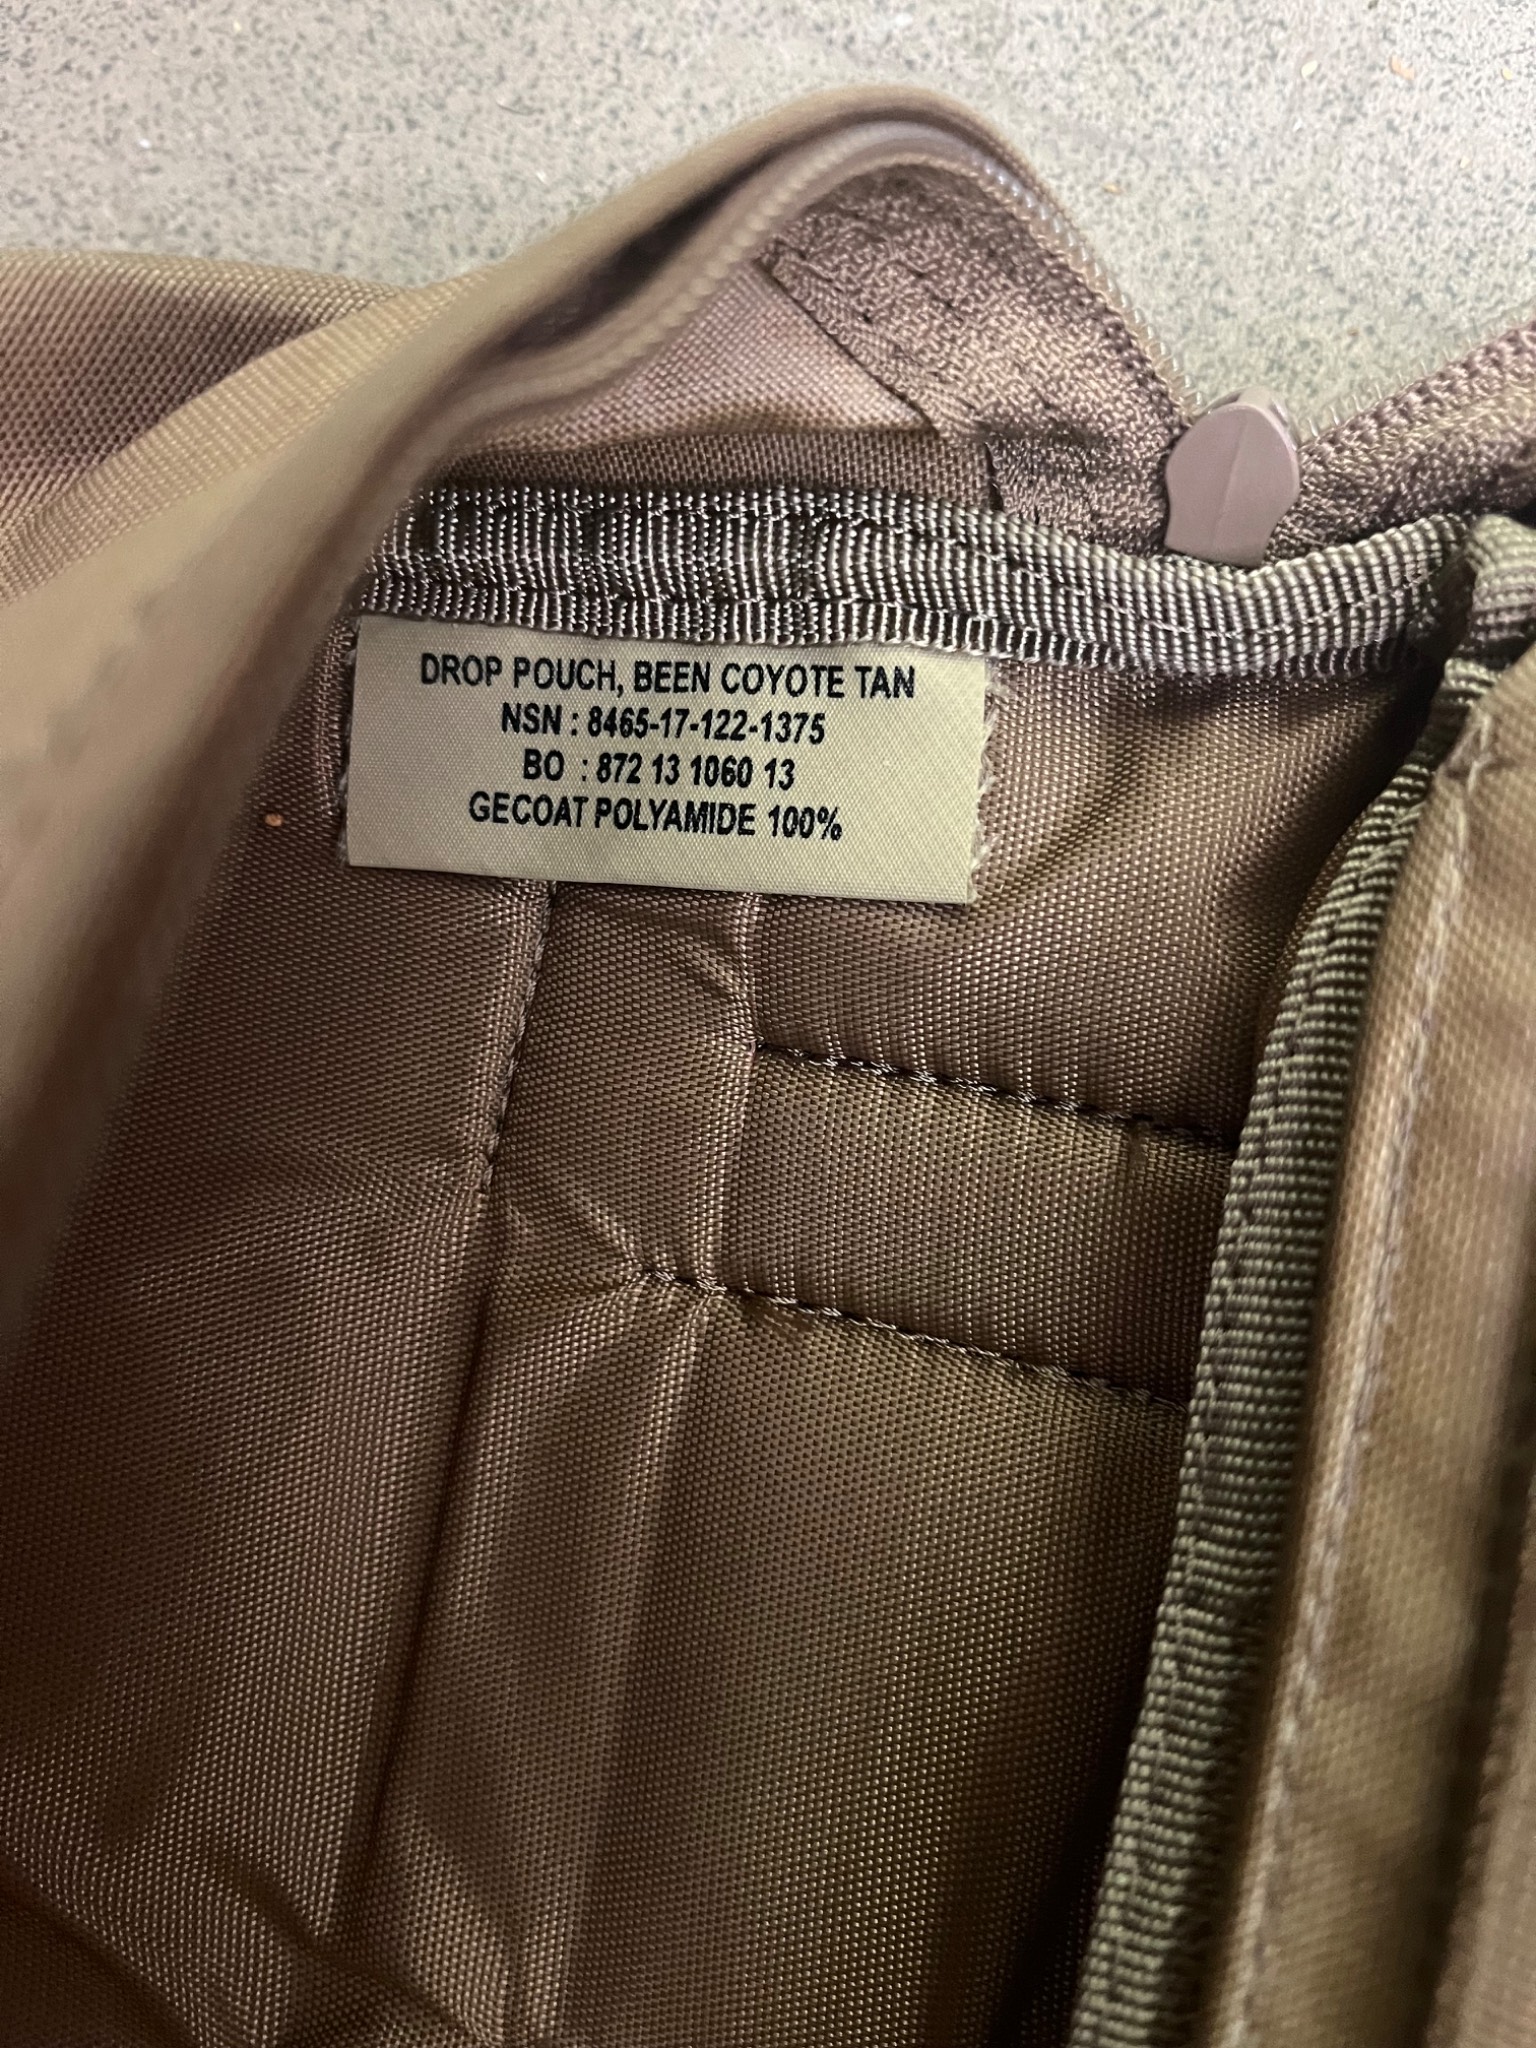 DROP POUCH, BEEN COYOTE TAN
NSN : 8465-17-122-1375
BO : 872 13 1060 13
GECOAT POLYAMIDE 100%